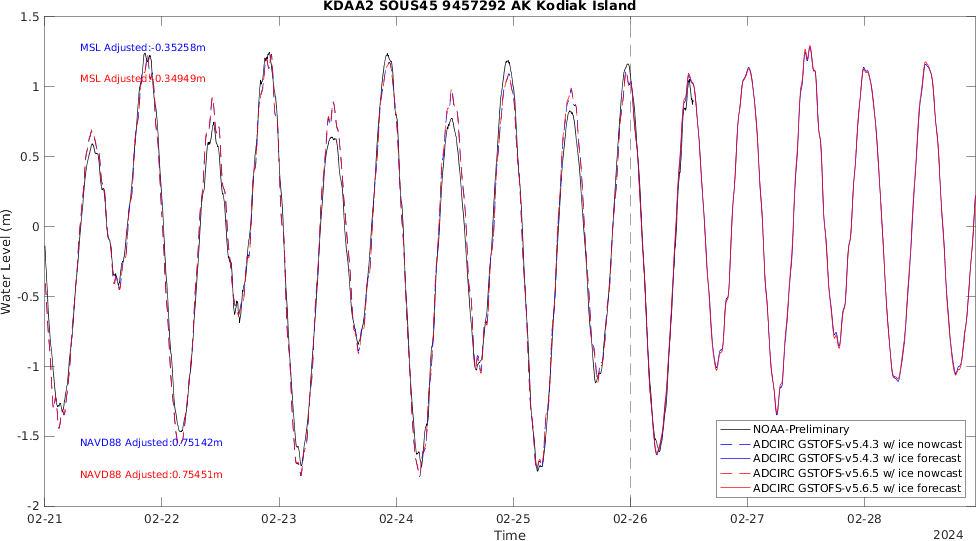 KDAA2 SOUS45 9457292 AK Kodiak Island
Water Level (m)
1.5
1
0.5
0
-0.5
-1
-1.5
-2
MSL Adjusted:-0.35258m
MSL Adjusted:-0.34949m
NAVD88 Adjusted:0.75142m
NAVD88 Adjusted:0.75451m
NOAA-Preliminary
ADCIRC GSTOFS-v5.4.3 w/ ice nowcast
ADCIRC GSTOFS-v5.4.3 w/ ice forecast
ADCIRC GSTOFS-v5.6.5 w/ ice nowcast
ADCIRC GSTOFS-v5.6.5 w/ ice forecast
02-21 02-22 02-23 02-24 02-25 02-26 02-27 02-28
Time
2024